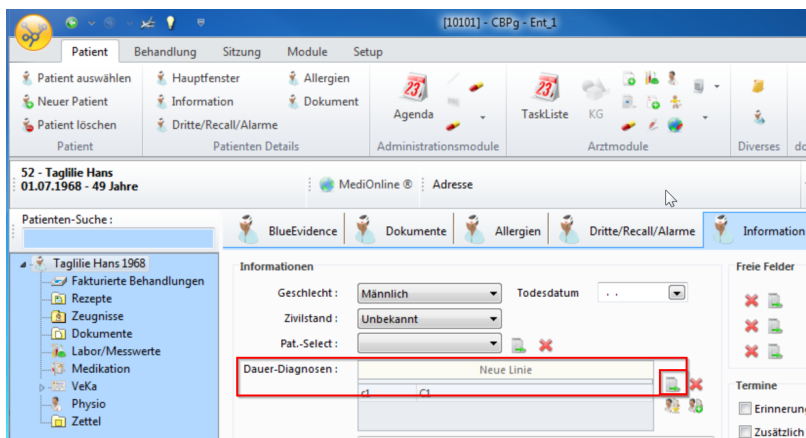 [10101] - CBPg - Ent_1
Patient Behandlung Sitzung Module Setup
Patient auswählen Hauptfenster Allergien
Neuer Patient Information Dokument
Patient löschen Dritte/Recall/Alarme
23 Agenda 23 TaskListe KG
Patient Patienten Details Administrationsmodule Arztmodule Diverses do
52 - Taglilie Hans
01.07.1968 - 49 Jahre
MediOnline ® Adresse
Patienten-Suche :
BlueEvidence Dokumente Allergien Dritte/Recall/Alarme Information
Taglilie Hans 1968
Fakturierte Behandlungen
Rezepte
Zeugnisse
Dokumente
Labor/Messwerte
Medikation
VeKa
Physio
Zettel
Informationen
Geschlecht : Männlich Todesdatum . .
Zivilstand : Unbekannt
Pat.-Select :
Dauer-Diagnosen : Neue Linie
c1 C1
Freie Felder
Termine
Erinnerun
Zusätzlich